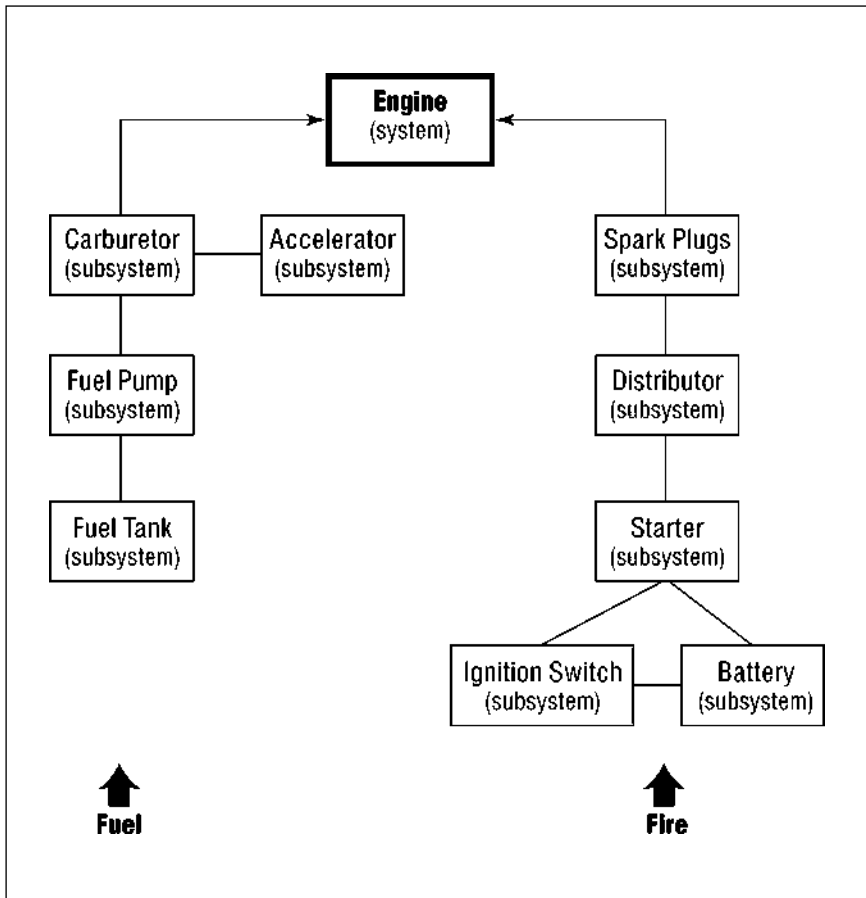 Engine
(system)
Carburetor
(subsystem)
Accelerator
(subsystem)
Spark Plugs
(subsystem)
Fuel Pump
(subsystem)
Distributor
(subsystem)
Fuel Tank
(subsystem)
Starter
(subsystem)
Ignition Switch
(subsystem)
Battery
(subsystem)
Fuel
Fire